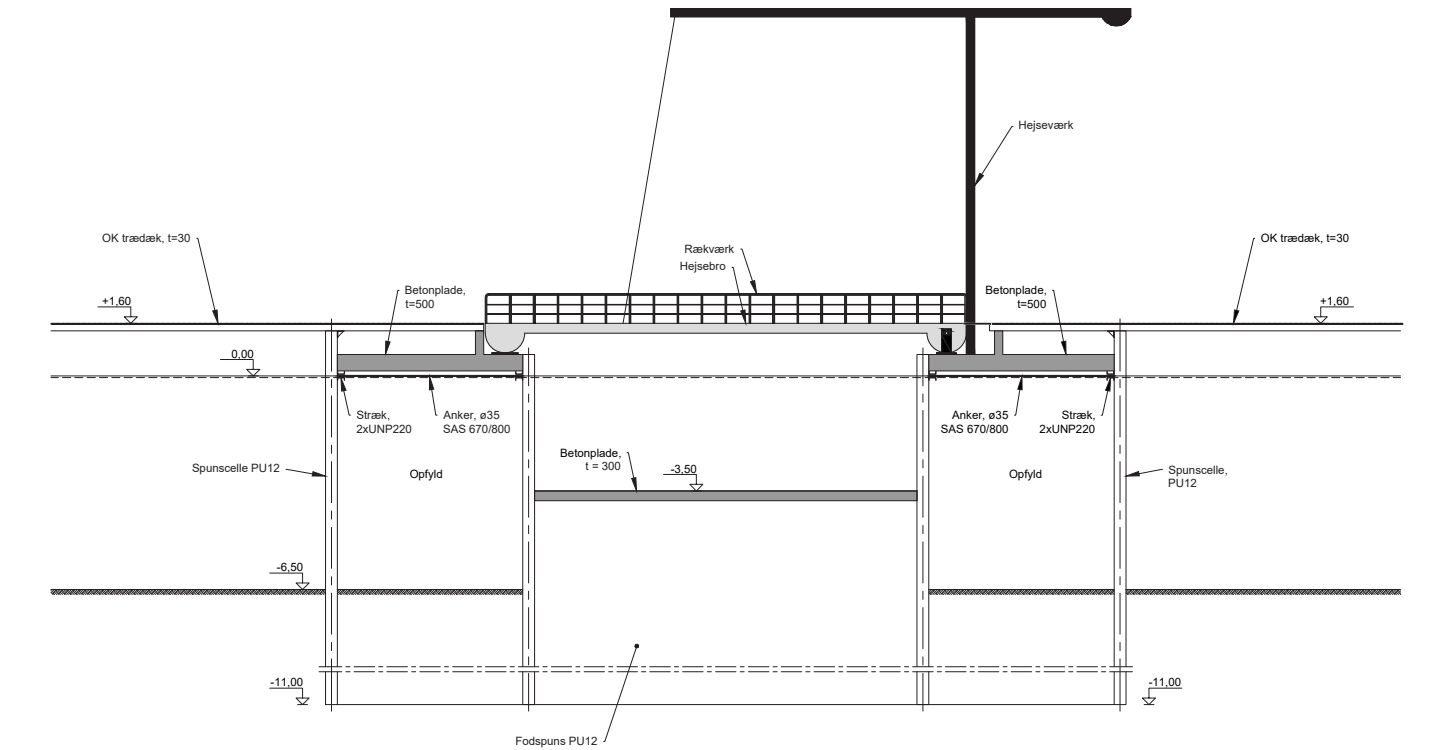 Hejseværk
OK trædæk, t=30
Rækværk
Hejsebro
OK trædæk, t=30
+1,60
Betonplade,
t=500
Betonplade,
t=500
+1,60
0,00
Stræk,
2xUNP220
Anker, ø35
SAS 670/800
Anker, ø35
SAS 670/800
Stræk,
2xUNP220
Spunscelle PU12
Opfyld
Betonplade,
t = 300
-3,50
Opfyld
Spunscelle,
PU12
-6,50
-11,00
-11,00
Fodspuns PU12